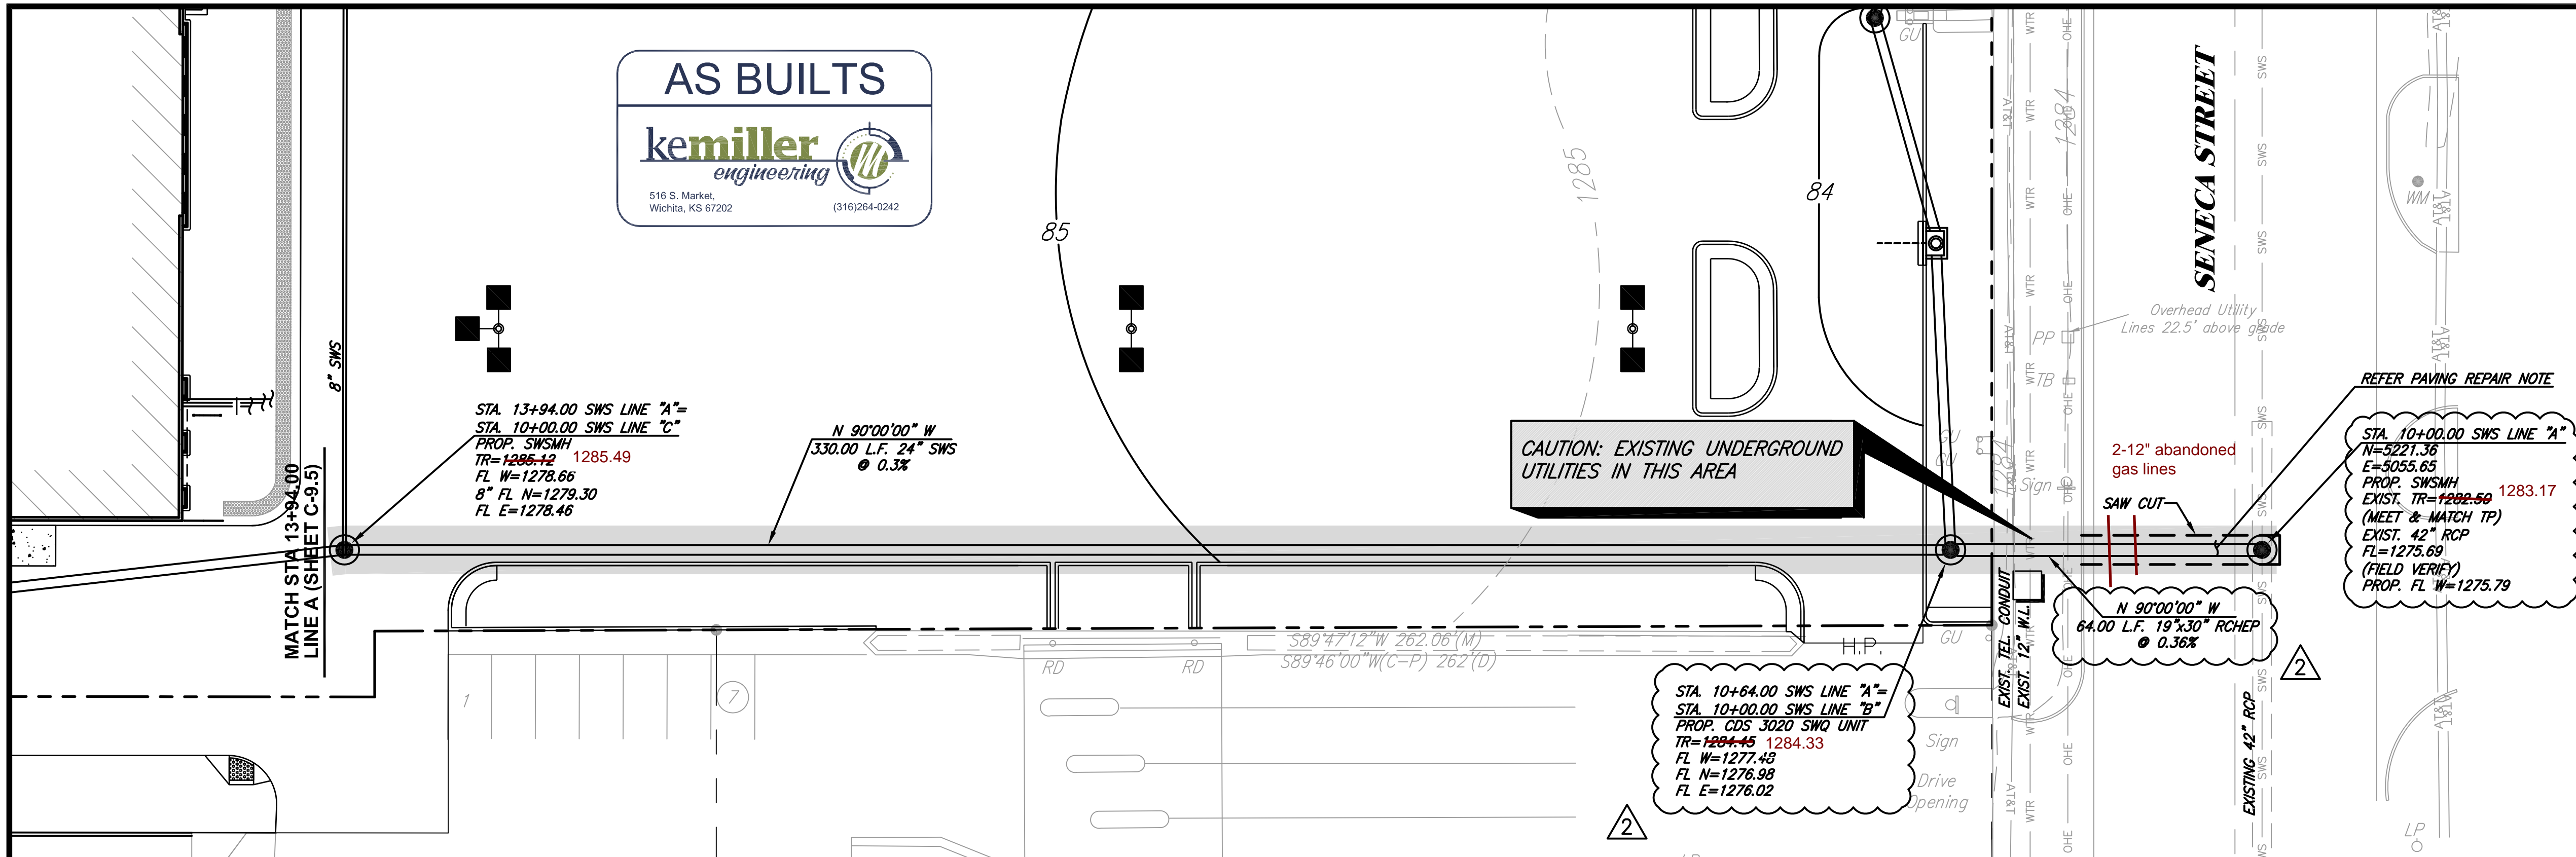 AS BUILTS
kemiller
engineering
516 S. Market,
Wichita, KS 67202
(316)264-0242
85
1285
84
GU
1284
SENECA STREET
WTR
OHE
SWS
AT&T
WM
Overhead Utility
Lines 22.5' above grade
PP
TB
8" SWS
STA. 13+94.00 SWS LINE "A"=
STA. 10+00.00 SWS LINE "C"
PROP. SWSMH
TR=1285.12 1285.49
FL W=1278.66
8" FL N=1279.30
FL E=1278.46
N 90°00'00" W
330.00 L.F. 24" SWS
@ 0.3%
MATCH STA 13+94.00
LINE A (SHEET C-9.5)
CAUTION: EXISTING UNDERGROUND
UTILITIES IN THIS AREA
GU
GU
Sign
2-12" abandoned
gas lines
SAW CUT
REFER PAVING REPAIR NOTE
STA. 10+00.00 SWS LINE "A"
N=5221.36
E=5055.65
PROP. SWSMH
EXIST. TR=1282.50 1283.17
(MEET & MATCH TP)
EXIST. 42" RCP
FL=1275.69
(FIELD VERIFY)
PROP. FL W=1275.79
N 90°00'00" W
64.00 L.F. 19"x30" RCHEP
@ 0.36%
2
EXIST. TEL. CONDUIT
EXIST. 12" W.L.
EXISTING 42" RCP
S89°47'12"W 262.06'(M)
S89°46'00"W(C-P) 262'(D)
H.P.
GU
RD
RD
1
7
STA. 10+64.00 SWS LINE "A"=
STA. 10+00.00 SWS LINE "B"
PROP. CDS 3020 SWQ UNIT
TR=1284.45 1284.33
FL W=1277.48
FL N=1276.98
FL E=1276.02
2
Sign
Drive
Opening
LP